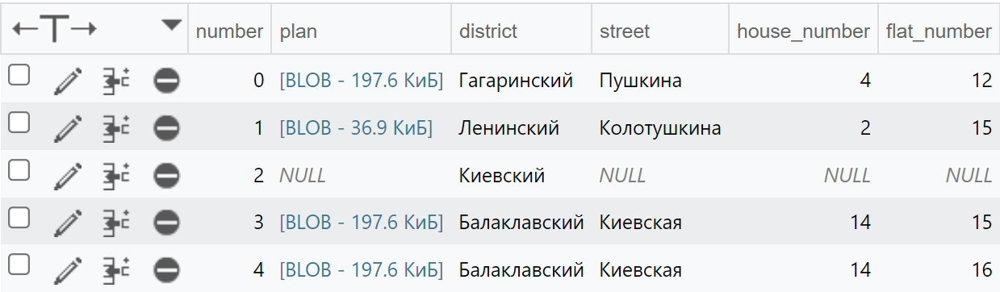 number plan district street house_number flat_number
0 [BLOB - 197.6 КиБ] Гагаринский Пушкина 4 12
1 [BLOB - 36.9 КиБ] Ленинский Колотушкина 2 15
2 NULL Киевский NULL NULL NULL
3 [BLOB - 197.6 КиБ] Балаклавский Киевская 14 15
4 [BLOB - 197.6 КиБ] Балаклавский Киевская 14 16